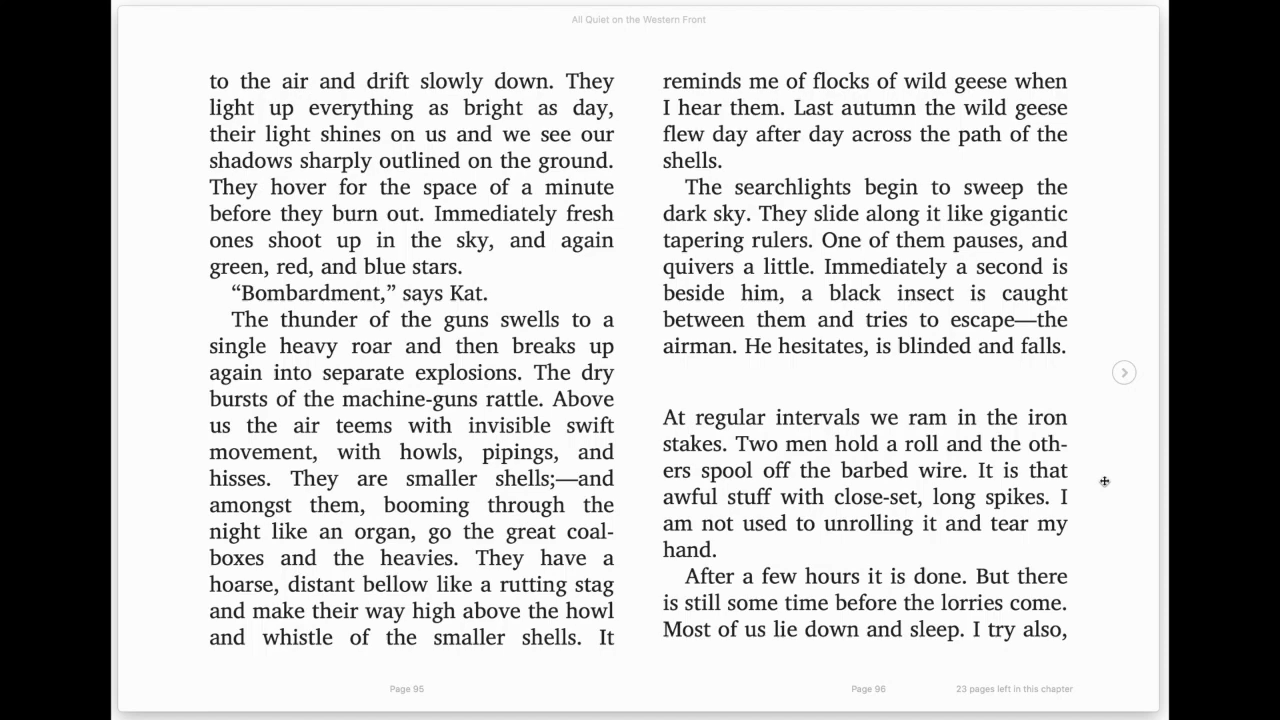 All Quiet on the Western Front
to the air and drift slowly down. They
light up everything as bright as day,
their light shines on us and we see our
shadows sharply outlined on the ground.
They hover for the space of a minute
before they burn out. Immediately fresh
ones shoot up in the sky, and again
green, red, and blue stars.
“Bombardment,” says Kat.
The thunder of the guns swells to a
single heavy roar and then breaks up
again into separate explosions. The dry
bursts of the machine-guns rattle. Above
us the air teems with invisible swift
movement, with howls, pipings, and
hisses. They are smaller shells;—and
amongst them, booming through the
night like an organ, go the great coal-
boxes and the heavies. They have a
hoarse, distant bellow like a rutting stag
and make their way high above the howl
and whistle of the smaller shells. It
reminds me of flocks of wild geese when
I hear them. Last autumn the wild geese
flew day after day across the path of the
shells.
The searchlights begin to sweep the
dark sky. They slide along it like gigantic
tapering rulers. One of them pauses, and
quivers a little. Immediately a second is
beside him, a black insect is caught
between them and tries to escape—the
airman. He hesitates, is blinded and falls.
At regular intervals we ram in the iron
stakes. Two men hold a roll and the oth-
ers spool off the barbed wire. It is that
awful stuff with close-set, long spikes. I
am not used to unrolling it and tear my
hand.
After a few hours it is done. But there
is still some time before the lorries come.
Most of us lie down and sleep. I try also,
Page 95
Page 96
23 pages left in this chapter